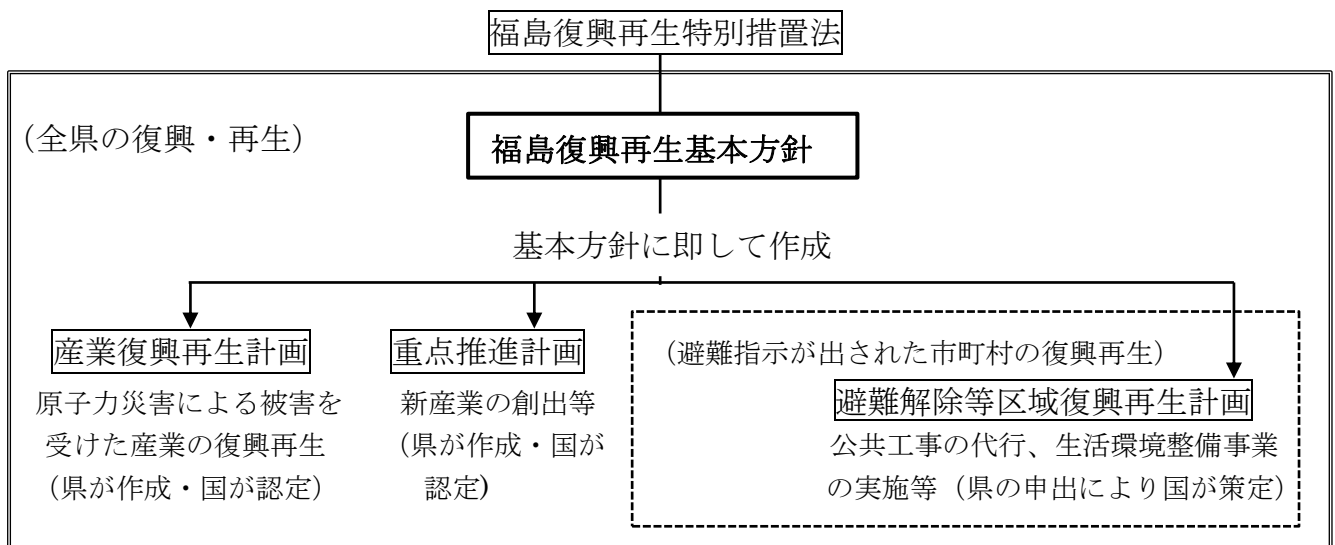 福島復興再生特別措置法
(全県の復興・再生)
福島復興再生基本方針
基本方針に即して作成
産業復興再生計画
原子力災害による被害を
受けた産業の復興再生
(県が作成・国が認定)
重点推進計画
新産業の創出等
(県が作成・国が
認定)
(避難指示が出された市町村の復興再生)
避難解除等区域復興再生計画
公共工事の代行、生活環境整備事業
の実施等(県の申出により国が策定)